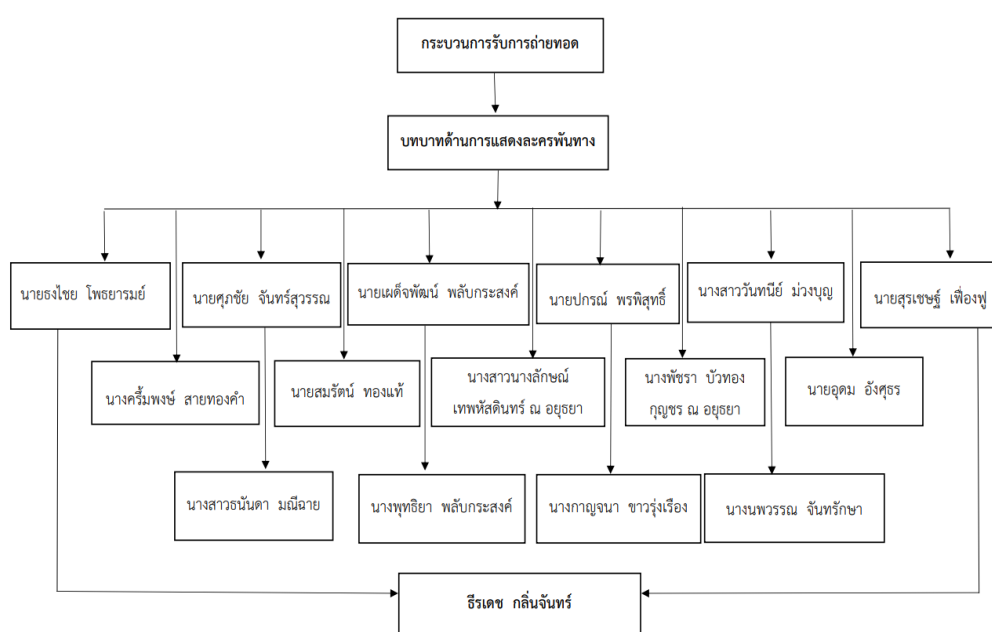 กระบวนการรับการถ่ายทอด
บทบาทด้านการแสดงละครพันทาง
นายธงไชย โพธยารมย์
นายศุภชัย จันทร์สุวรรณ
นายเผด็จพัฒน์ พลับกระสงค์
นายปกรณ์ พรพิสุทธิ์
นางสาววันทนีย์ ม่วงบุญ
นายสุรเชษฐ์ เฟื่องฟู
นางครึ้มพงษ์ สายทองคำ
นายสมรัตน์ ทองแท้
นางสาวนางลักษณ์
เทพหัสดินทร์ ณ อยุธยา
นางพัชรา บัวทอง
กุญชร ณ อยุธยา
นายอุดม อังศุธร
นางสาวธนันดา มณีฉาย
นางพุทธิยา พลับกระสงค์
นางกาญจนา ขาวรุ่งเรือง
นางนพวรรณ จันทรักษา
ธีรเดช กลิ่นจันทร์